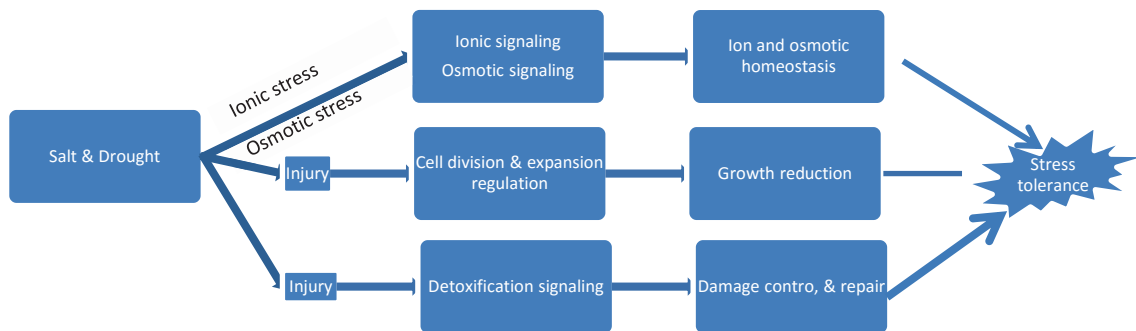 Ionic signaling
Osmotic signaling
Ion and osmotic
homeostasis
Ionic stress
Osmotic stress
Salt & Drought
Injury
Cell division & expansion
regulation
Growth reduction
Stress
tolerance
Injury
Detoxification signaling
Damage contro, & repair